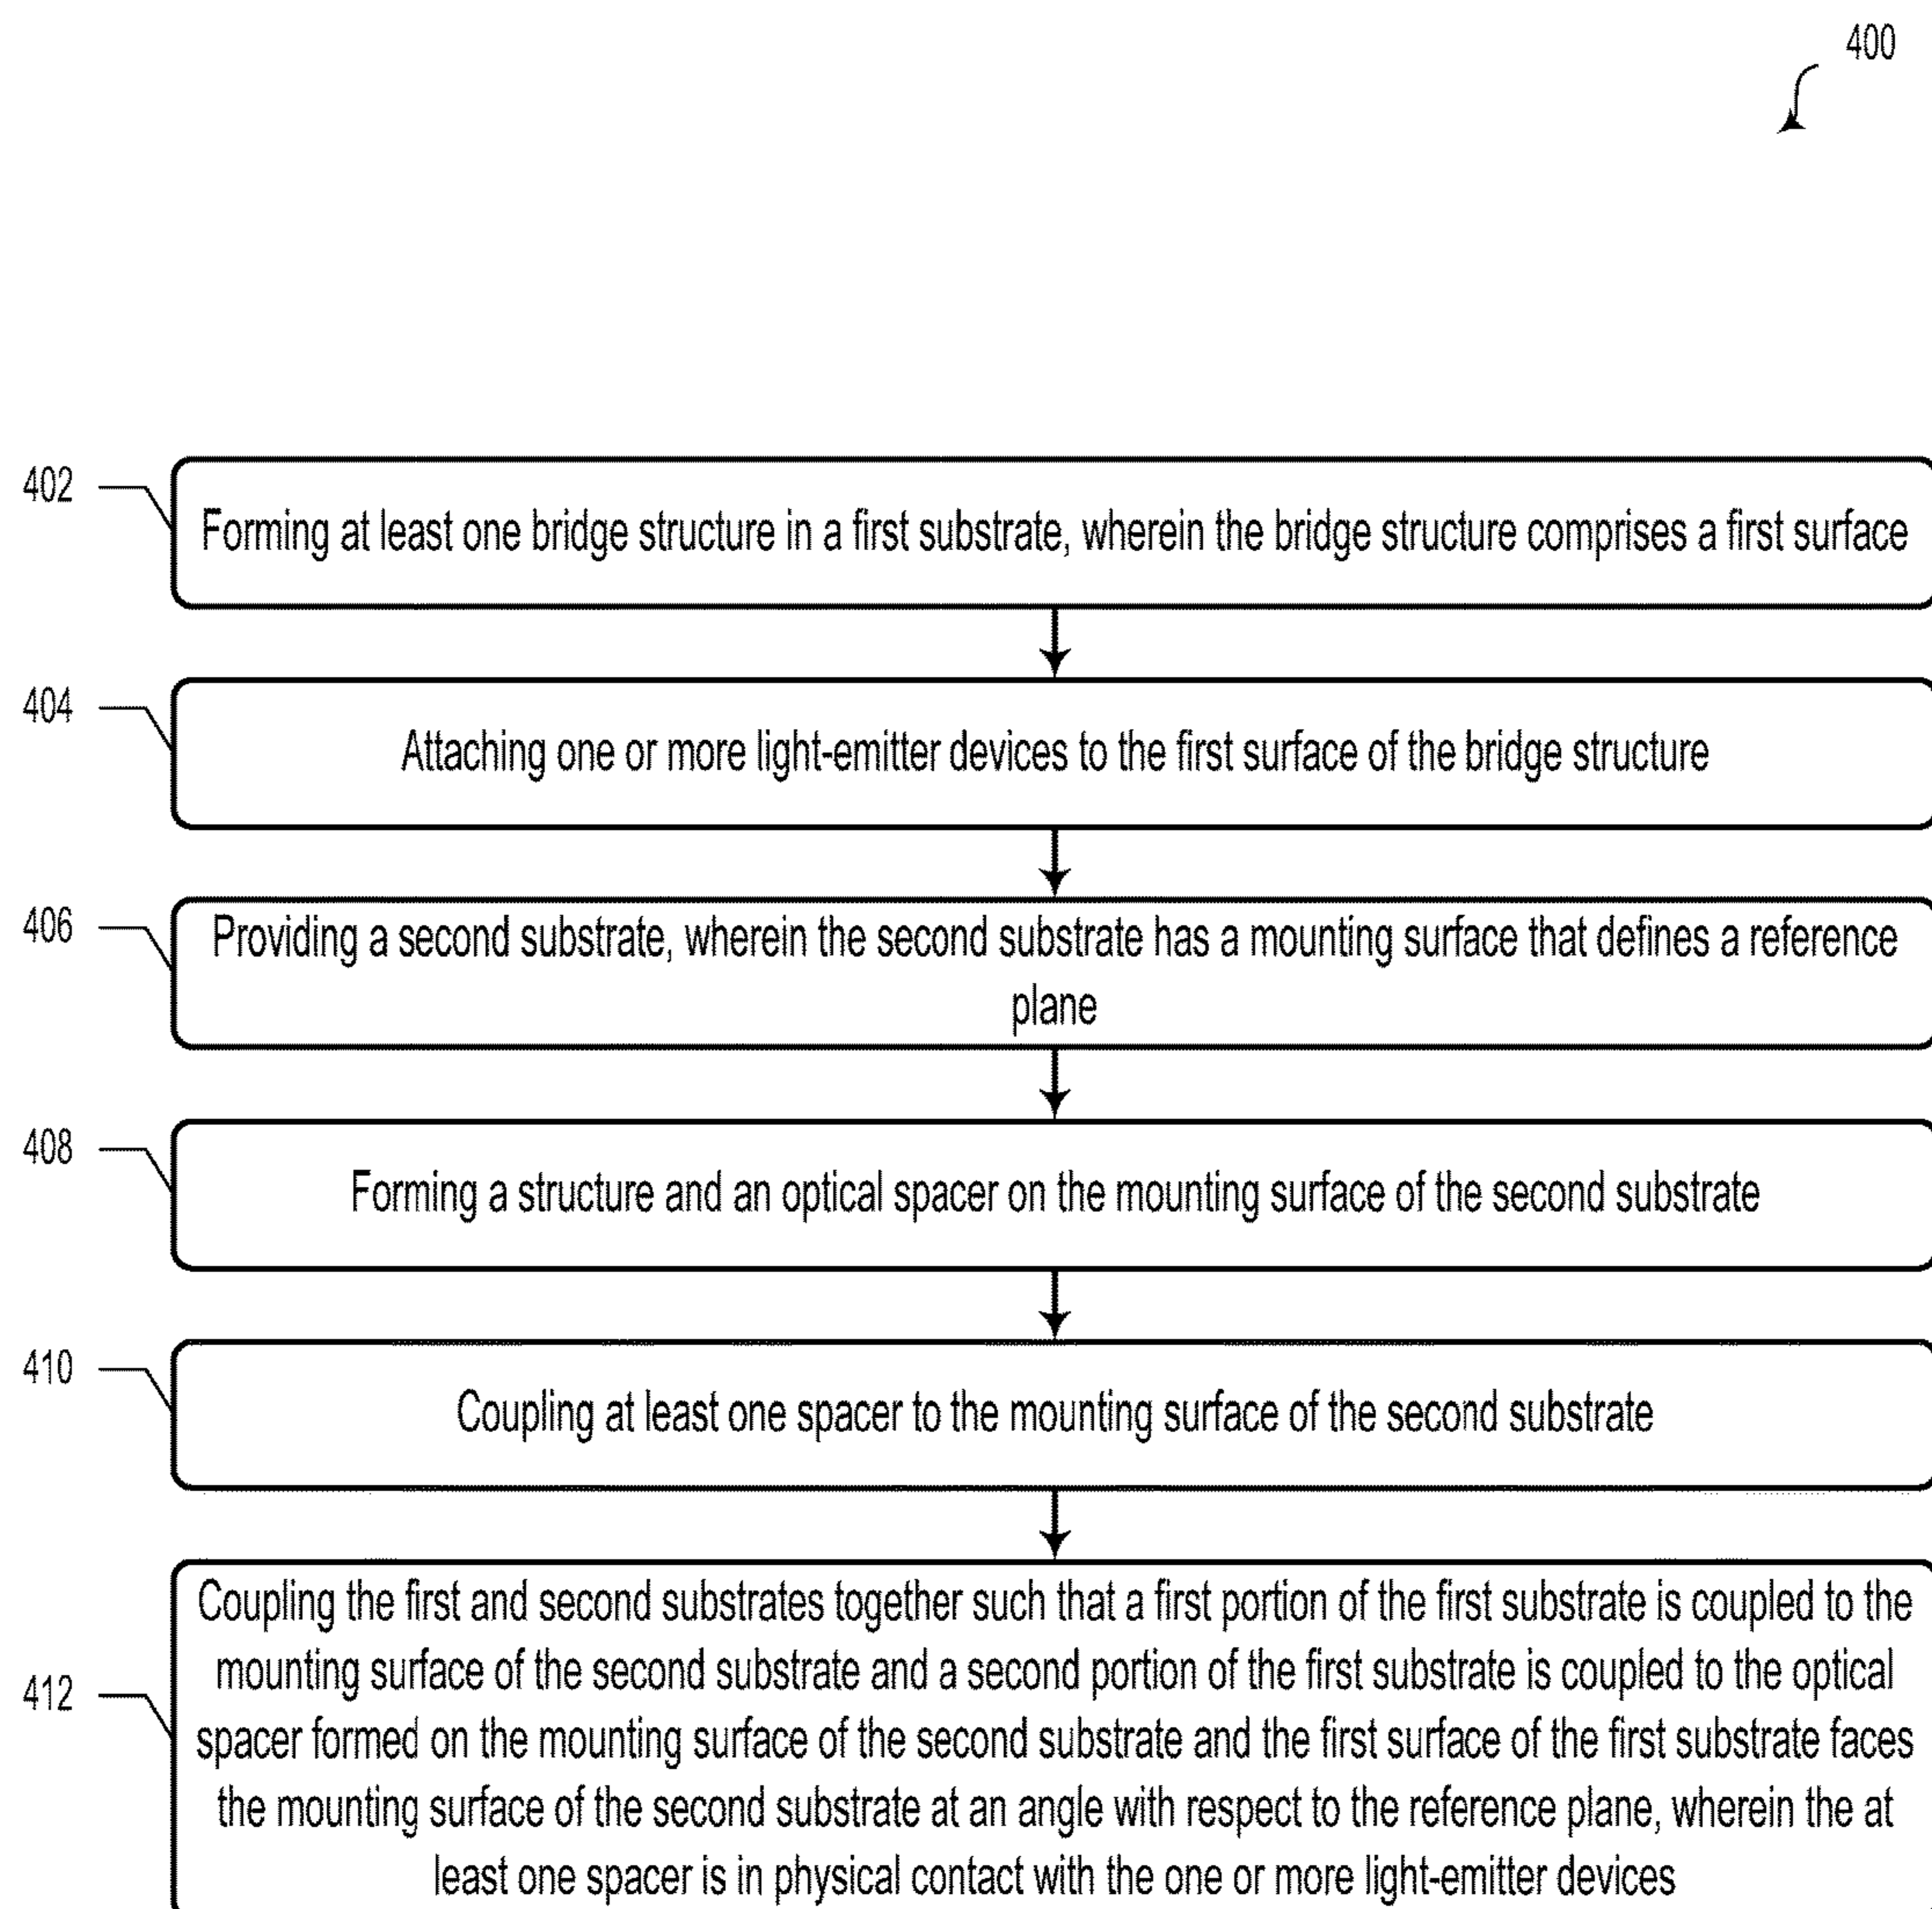 400
402
Forming at least one bridge structure in a first substrate, wherein the bridge structure comprises a first surface
404
Attaching one or more light-emitter devices to the first surface of the bridge structure
406
Providing a second substrate, wherein the second substrate has a mounting surface that defines a reference
plane
408
Forming a structure and an optical spacer on the mounting surface of the second substrate
410
Coupling at least one spacer to the mounting surface of the second substrate
412
Coupling the first and second substrates together such that a first portion of the first substrate is coupled to the
mounting surface of the second substrate and a second portion of the first substrate is coupled to the optical
spacer formed on the mounting surface of the second substrate and the first surface of the first substrate faces
the mounting surface of the second substrate at an angle with respect to the reference plane, wherein the at
least one spacer is in physical contact with the one or more light-emitter devices